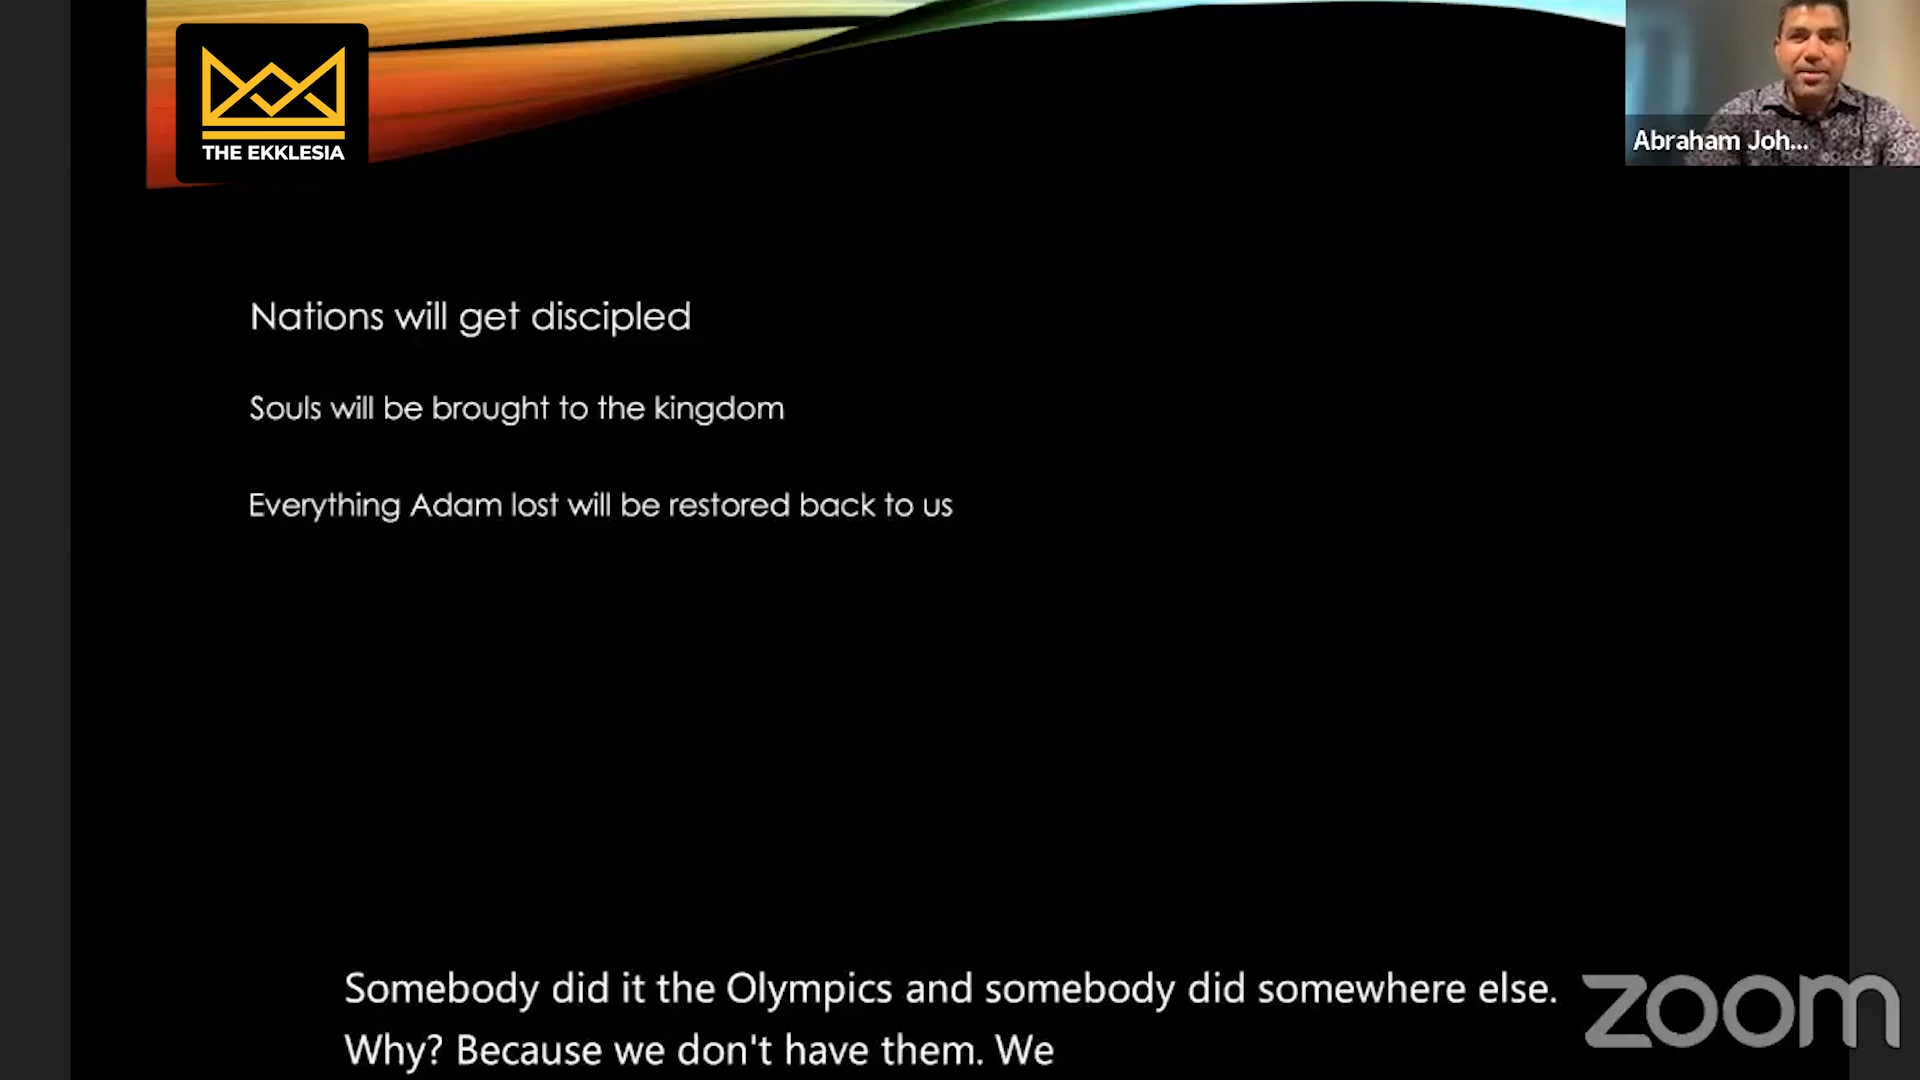 THE EKKLESIA
Abraham Joh...
Nations will get discipled
Souls will be brought to the kingdom
Everything Adam lost will be restored back to us
Somebody did it the Olympics and somebody did somewhere else.
Why? Because we don't have them. We
zoom